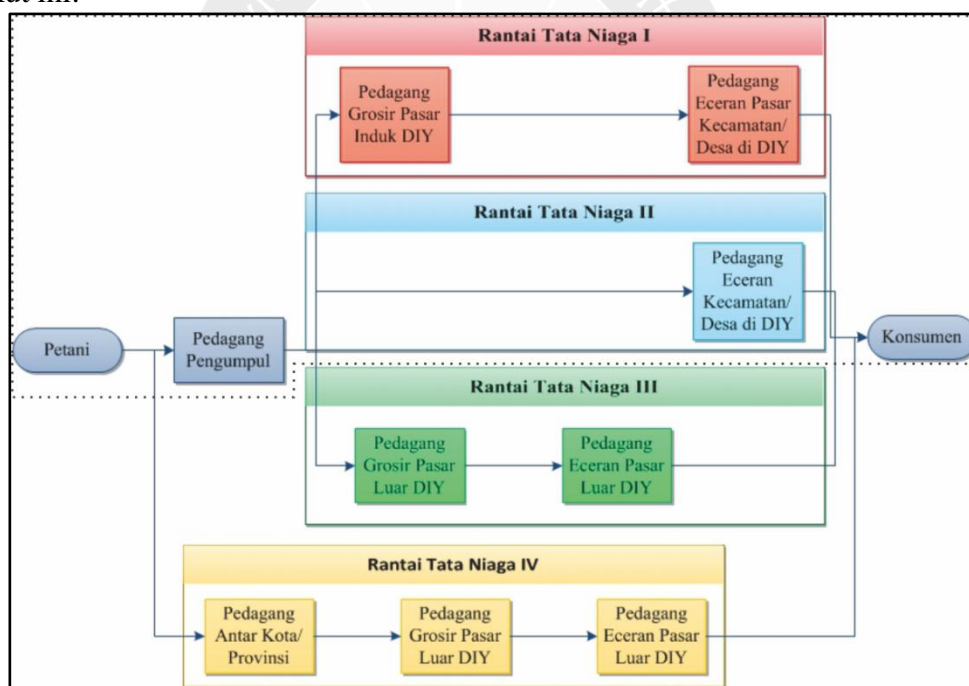 Rantai Tata Niaga I
Pedagang
Grosir Pasar
Induk DIY
Pedagang
Eceran Pasar
Kecamatan/
Desa di DIY
Rantai Tata Niaga II
Pedagang
Eceran
Kecamatan/
Desa di DIY
Petani
Pedagang
Pengumpul
Konsumen
Rantai Tata Niaga III
Pedagang
Grosir Pasar
Luar DIY
Pedagang
Eceran Pasar
Luar DIY
Rantai Tata Niaga IV
Pedagang
Antar Kota/
Provinsi
Pedagang
Grosir Pasar
Luar DIY
Pedagang
Eceran Pasar
Luar DIY